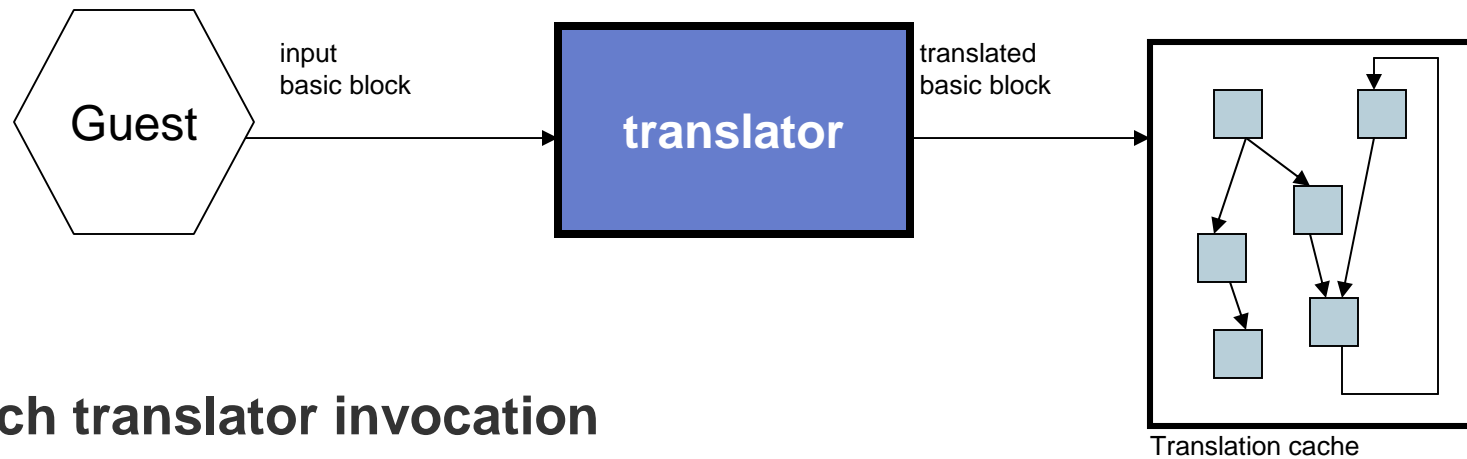 input
basic block
Guest
translator
translated
basic block
ch translator invocation
Translation cache